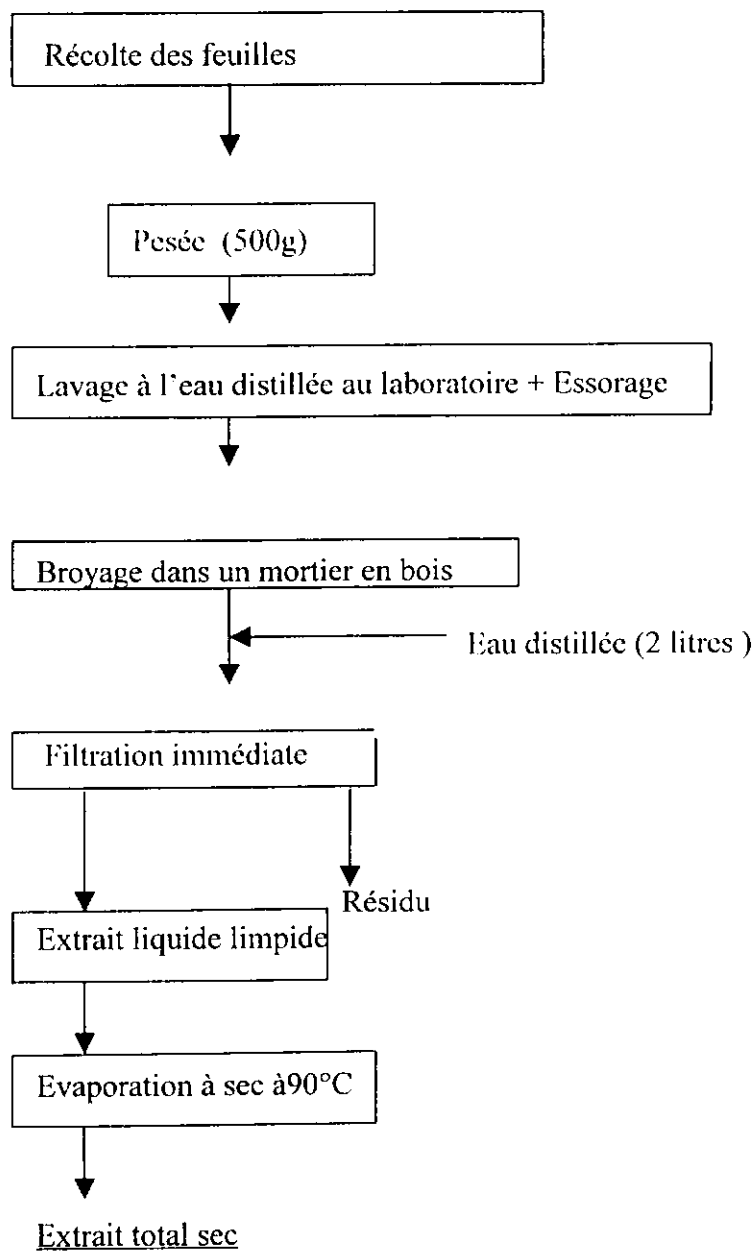 Récolte des feuilles
Pesée (500g)
Lavage à l'eau distillée au laboratoire + Essorage
Broyage dans un mortier en bois
Eau distillée (2 litres )
Filtration immédiate
Résidu
Extrait liquide limpide
Evaporation à sec à90°C
Extrait total sec